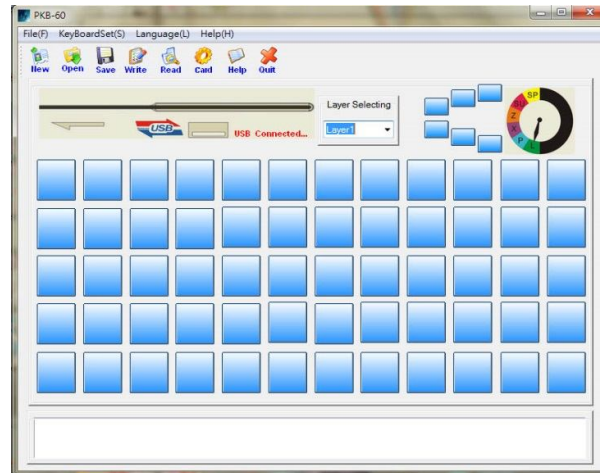 PKB-60
File(F) KeyBoardSet(S) Language(L) Help(H)
New Open Save Write Read Card Help Quit
Layer Selecting
Layer1
USB
USB Connected...
SP
SU
Z
X
P
L